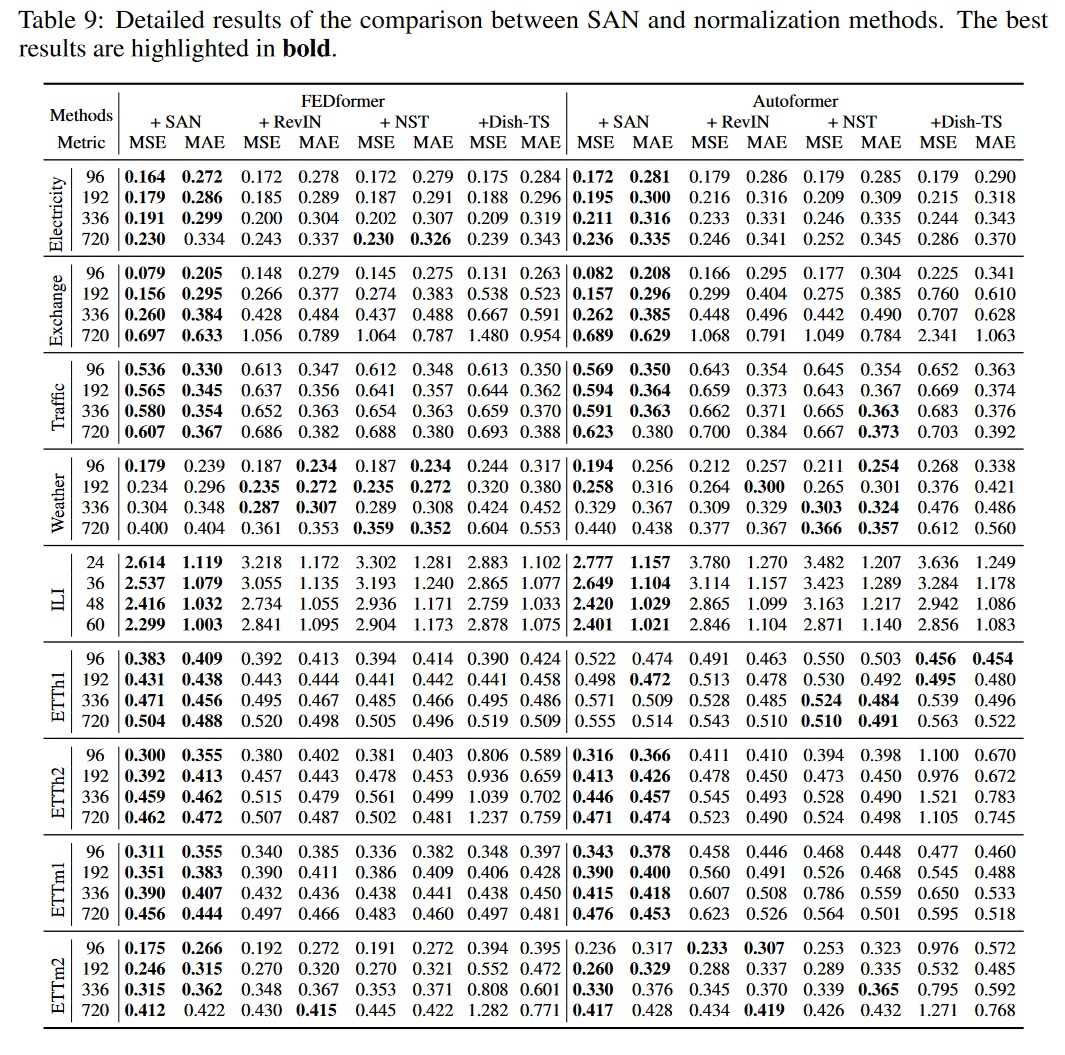 Table 9: Detailed results of the comparison between SAN and normalization methods. The best
results are highlighted in bold.
Methods FEDformer Autoformer
+ SAN + RevIN + NST +Dish-TS + SAN + RevIN + NST +Dish-TS
Metric MSE MAE MSE MAE MSE MAE MSE MAE MSE MAE MSE MAE MSE MAE MSE MAE
Electricity
96 0.164 0.272 0.172 0.278 0.172 0.279 0.175 0.284 0.172 0.281 0.179 0.286 0.179 0.285 0.179 0.290
192 0.179 0.286 0.185 0.289 0.187 0.291 0.188 0.296 0.195 0.300 0.216 0.316 0.209 0.309 0.215 0.318
336 0.191 0.299 0.200 0.304 0.202 0.307 0.209 0.319 0.211 0.316 0.233 0.331 0.246 0.335 0.244 0.343
720 0.230 0.334 0.243 0.337 0.230 0.326 0.239 0.343 0.236 0.335 0.246 0.341 0.252 0.345 0.286 0.370
Exchange
96 0.079 0.205 0.148 0.279 0.145 0.275 0.131 0.263 0.082 0.208 0.166 0.295 0.177 0.304 0.225 0.341
192 0.156 0.295 0.266 0.377 0.274 0.383 0.538 0.523 0.157 0.296 0.299 0.404 0.275 0.385 0.760 0.610
336 0.260 0.384 0.428 0.484 0.437 0.488 0.667 0.591 0.262 0.385 0.448 0.496 0.442 0.490 0.707 0.628
720 0.697 0.633 1.056 0.789 1.064 0.787 1.480 0.954 0.689 0.629 1.068 0.791 1.049 0.784 2.341 1.063
Traffic
96 0.536 0.330 0.613 0.347 0.612 0.348 0.613 0.350 0.569 0.350 0.643 0.354 0.645 0.354 0.652 0.363
192 0.565 0.345 0.637 0.356 0.641 0.357 0.644 0.362 0.594 0.364 0.659 0.373 0.643 0.367 0.669 0.374
336 0.580 0.354 0.652 0.363 0.654 0.363 0.659 0.370 0.591 0.363 0.662 0.371 0.665 0.363 0.683 0.376
720 0.607 0.367 0.686 0.382 0.688 0.380 0.693 0.388 0.623 0.380 0.700 0.384 0.667 0.373 0.703 0.392
Weather
96 0.179 0.239 0.187 0.234 0.187 0.234 0.244 0.317 0.194 0.256 0.212 0.257 0.211 0.254 0.268 0.338
192 0.234 0.296 0.235 0.272 0.235 0.272 0.320 0.380 0.258 0.316 0.264 0.300 0.265 0.301 0.376 0.421
336 0.304 0.348 0.287 0.307 0.289 0.308 0.424 0.452 0.329 0.367 0.309 0.329 0.303 0.324 0.476 0.486
720 0.400 0.404 0.361 0.353 0.359 0.352 0.604 0.553 0.440 0.438 0.377 0.367 0.366 0.357 0.612 0.560
ILI
24 2.614 1.119 3.218 1.172 3.302 1.281 2.883 1.102 2.777 1.157 3.780 1.270 3.482 1.207 3.636 1.249
36 2.537 1.079 3.055 1.135 3.193 1.240 2.865 1.077 2.649 1.104 3.114 1.157 3.423 1.289 3.284 1.178
48 2.416 1.032 2.734 1.055 2.936 1.171 2.759 1.033 2.420 1.029 2.865 1.099 3.163 1.217 2.942 1.086
60 2.299 1.003 2.841 1.095 2.904 1.173 2.878 1.075 2.401 1.021 2.846 1.104 2.871 1.140 2.856 1.083
ETTh1
96 0.383 0.409 0.392 0.413 0.394 0.414 0.390 0.424 0.522 0.474 0.491 0.463 0.550 0.503 0.456 0.454
192 0.431 0.438 0.443 0.444 0.441 0.442 0.441 0.458 0.498 0.472 0.513 0.478 0.530 0.492 0.495 0.480
336 0.471 0.456 0.495 0.467 0.485 0.466 0.495 0.486 0.571 0.509 0.528 0.485 0.524 0.484 0.539 0.496
720 0.504 0.488 0.520 0.498 0.505 0.496 0.519 0.509 0.555 0.514 0.543 0.510 0.510 0.491 0.563 0.522
ETTh2
96 0.300 0.355 0.380 0.402 0.381 0.403 0.806 0.589 0.316 0.366 0.411 0.410 0.394 0.398 1.100 0.670
192 0.392 0.413 0.457 0.443 0.478 0.453 0.936 0.659 0.413 0.426 0.478 0.450 0.473 0.450 0.976 0.672
336 0.459 0.462 0.515 0.479 0.561 0.499 1.039 0.702 0.446 0.457 0.545 0.493 0.528 0.490 1.521 0.783
720 0.462 0.472 0.507 0.487 0.502 0.481 1.237 0.759 0.471 0.474 0.523 0.490 0.524 0.498 1.105 0.745
ETTm1
96 0.311 0.355 0.340 0.385 0.336 0.382 0.348 0.397 0.343 0.378 0.458 0.446 0.468 0.448 0.477 0.460
192 0.351 0.383 0.390 0.411 0.386 0.409 0.406 0.428 0.390 0.400 0.560 0.491 0.526 0.468 0.545 0.488
336 0.390 0.407 0.432 0.436 0.438 0.441 0.438 0.450 0.415 0.418 0.607 0.508 0.786 0.559 0.650 0.533
720 0.456 0.444 0.497 0.466 0.483 0.460 0.497 0.481 0.476 0.453 0.623 0.526 0.564 0.501 0.595 0.518
ETTm2
96 0.175 0.266 0.192 0.272 0.191 0.272 0.394 0.395 0.236 0.317 0.233 0.307 0.253 0.323 0.976 0.572
192 0.246 0.315 0.270 0.320 0.270 0.321 0.552 0.472 0.260 0.329 0.288 0.337 0.289 0.335 0.532 0.485
336 0.315 0.362 0.348 0.367 0.353 0.371 0.808 0.601 0.330 0.376 0.345 0.370 0.339 0.365 0.795 0.592
720 0.412 0.422 0.430 0.415 0.445 0.422 1.282 0.771 0.417 0.428 0.434 0.419 0.426 0.432 1.271 0.768